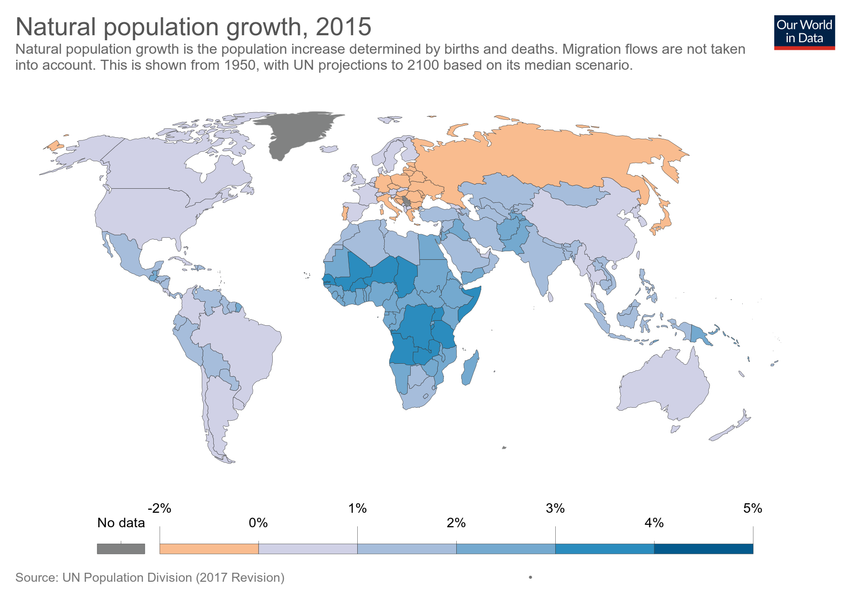 Natural population growth, 2015
Our World
in Data
Natural population growth is the population increase determined by births and deaths. Migration flows are not taken
into account. This is shown from 1950, with UN projections to 2100 based on its median scenario.
-2% 1% 3% 5%
No data 0% 2% 4%
Source: UN Population Division (2017 Revision)